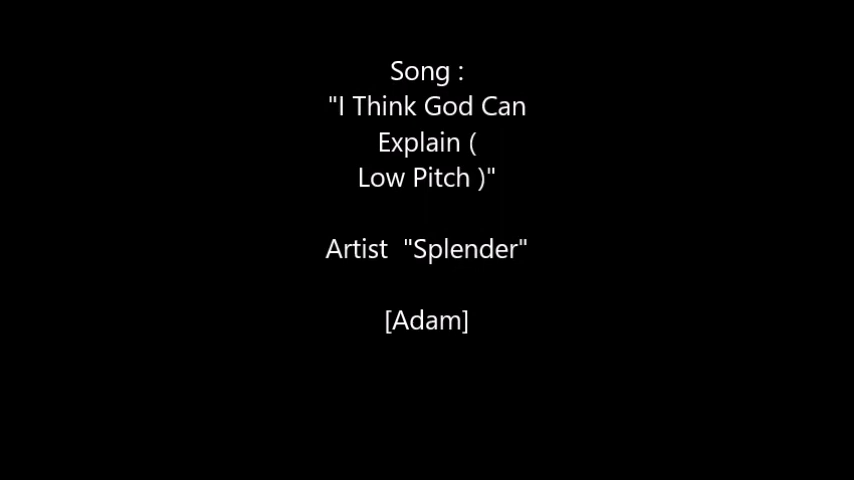 Song :
"I Think God Can
Explain (
Low Pitch )"
Artist  "Splender"
[Adam]